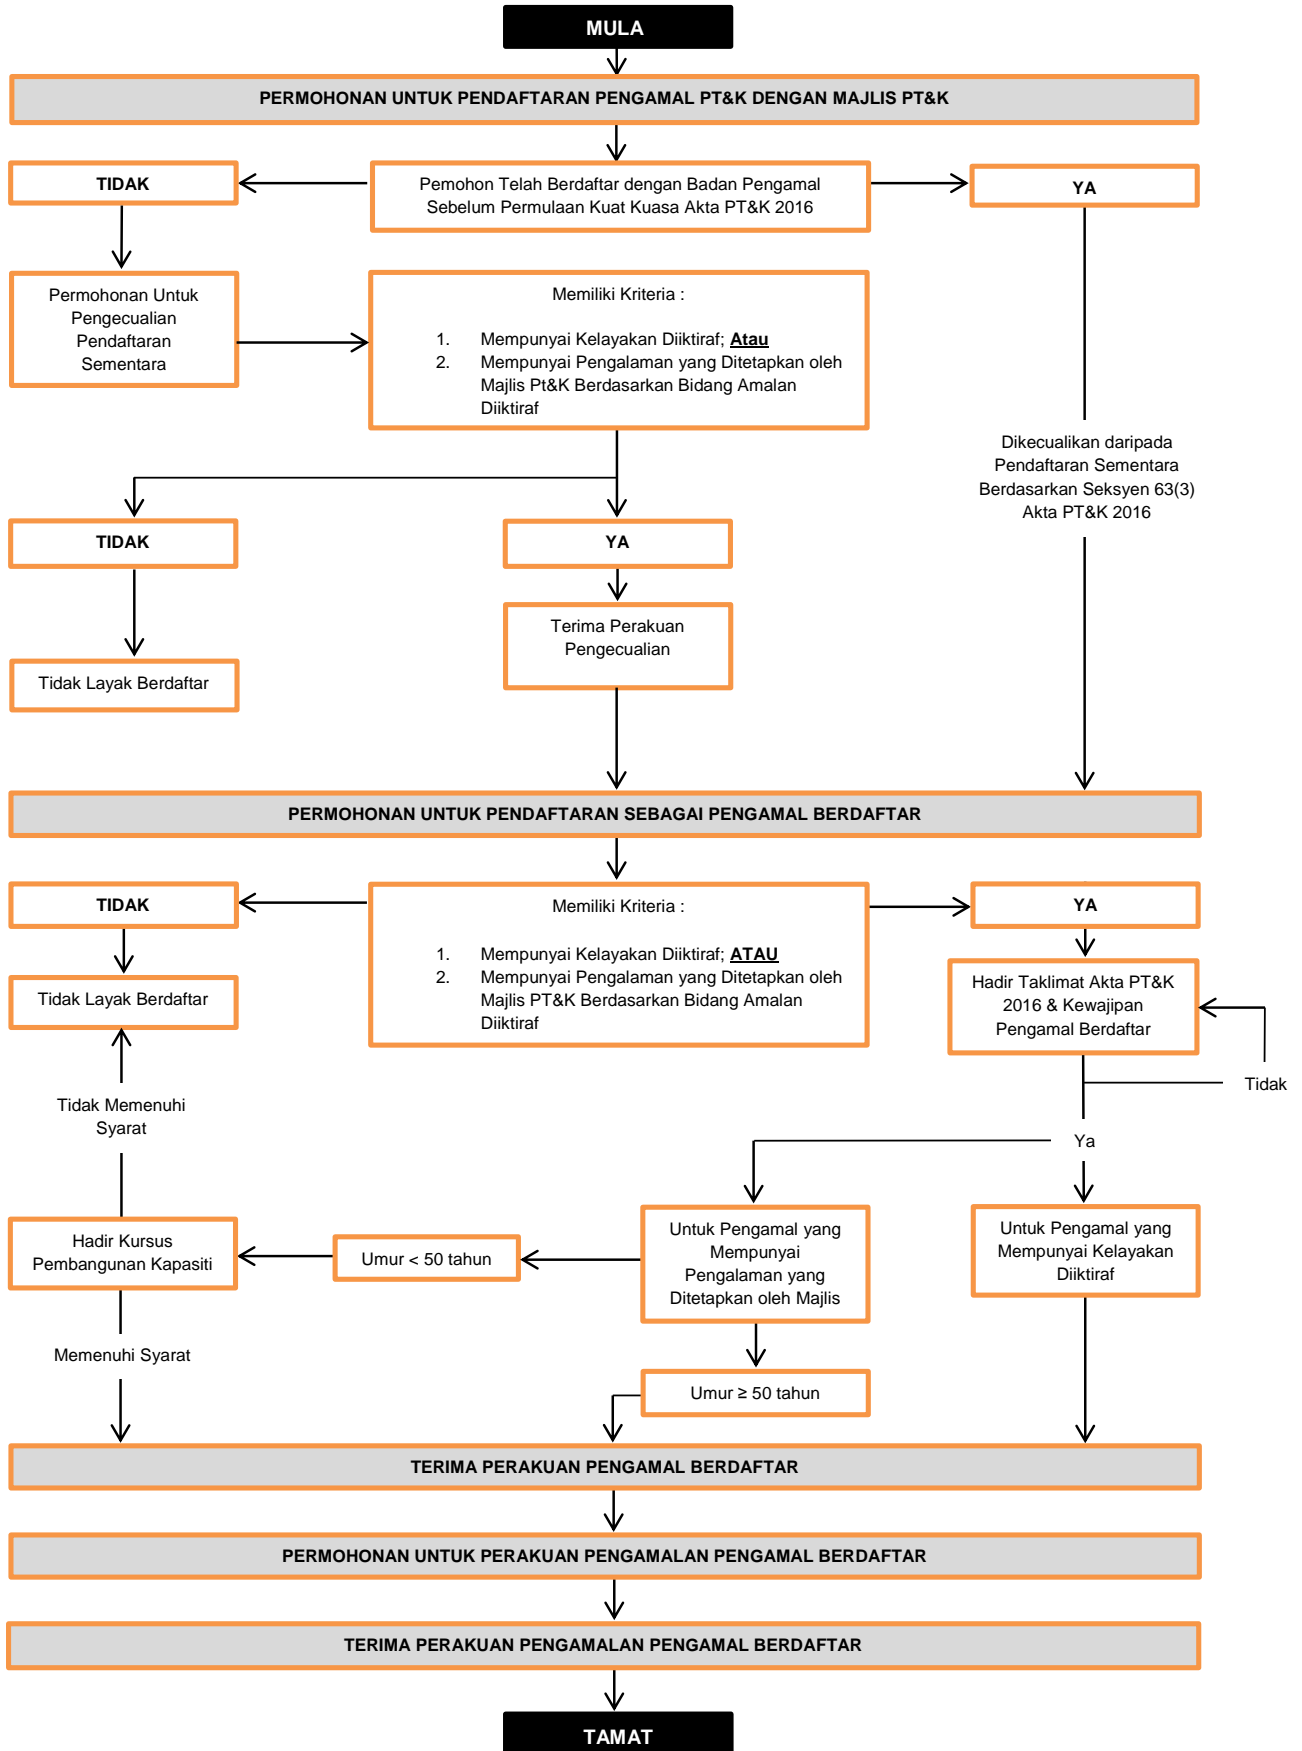 MULA
PERMOHONAN UNTUK PENDAFTARAN PENGAMAL PT&K DENGAN MAJLIS PT&K
TIDAK
Pemohon Telah Berdaftar dengan Badan Pengamal
Sebelum Permulaan Kuat Kuasa Akta PT&K 2016
YA
Permohonan Untuk
Pengecualian
Pendaftaran
Sementara
Memiliki Kriteria :
1. Mempunyai Kelayakan Diiktiraf; Atau
2. Mempunyai Pengalaman yang Ditetapkan oleh
Majlis Pt&K Berdasarkan Bidang Amalan
Diiktiraf
Dikecualikan daripada
Pendaftaran Sementara
Berdasarkan Seksyen 63(3)
Akta PT&K 2016
TIDAK
YA
Terima Perakuan
Pengecualian
Tidak Layak Berdaftar
PERMOHONAN UNTUK PENDAFTARAN SEBAGAI PENGAMAL BERDAFTAR
TIDAK
Memiliki Kriteria :
1. Mempunyai Kelayakan Diiktiraf; ATAU
2. Mempunyai Pengalaman yang Ditetapkan oleh
Majlis PT&K Berdasarkan Bidang Amalan
Diiktiraf
YA
Tidak Layak Berdaftar
Hadir Taklimat Akta PT&K
2016 & Kewajipan
Pengamal Berdaftar
Tidak
Tidak Memenuhi
Syarat
Ya
Hadir Kursus
Pembangunan Kapasiti
Umur < 50 tahun
Untuk Pengamal yang
Mempunyai
Pengalaman yang
Ditetapkan oleh Majlis
Untuk Pengamal yang
Mempunyai Kelayakan
Diiktiraf
Memenuhi Syarat
Umur ≥ 50 tahun
TERIMA PERAKUAN PENGAMAL BERDAFTAR
PERMOHONAN UNTUK PERAKUAN PENGAMALAN PENGAMAL BERDAFTAR
TERIMA PERAKUAN PENGAMALAN PENGAMAL BERDAFTAR
TAMAT